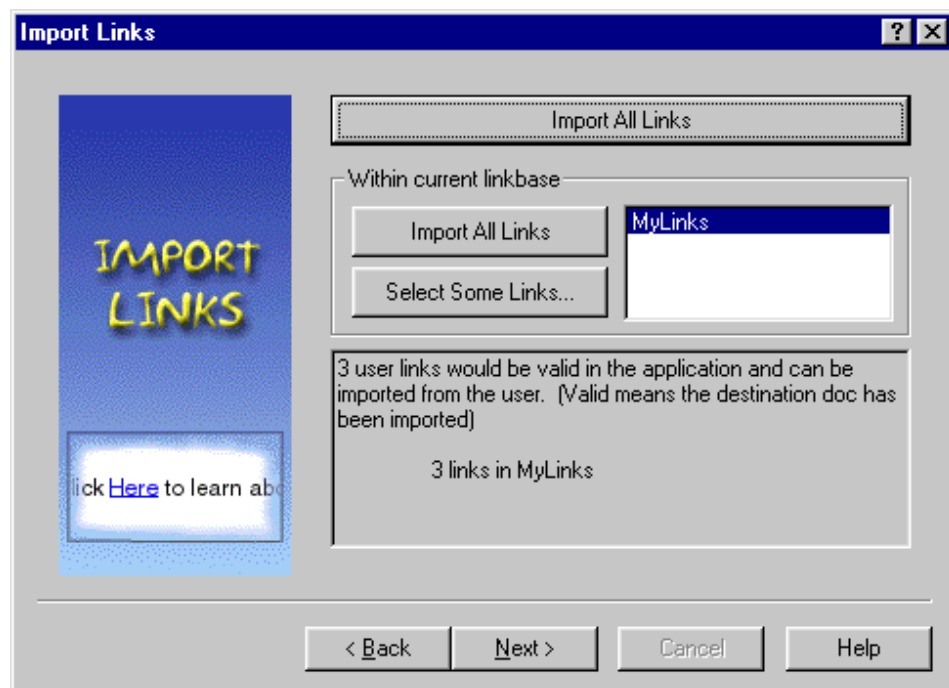 Import Links
IMPORT
LINKS
lick Here to learn abo
Import All Links
Within current linkbase
Import All Links
Select Some Links...
MyLinks
3 user links would be valid in the application and can be
imported from the user.  (Valid means the destination doc has
been imported)
3 links in MyLinks
< Back
Next >
Cancel
Help